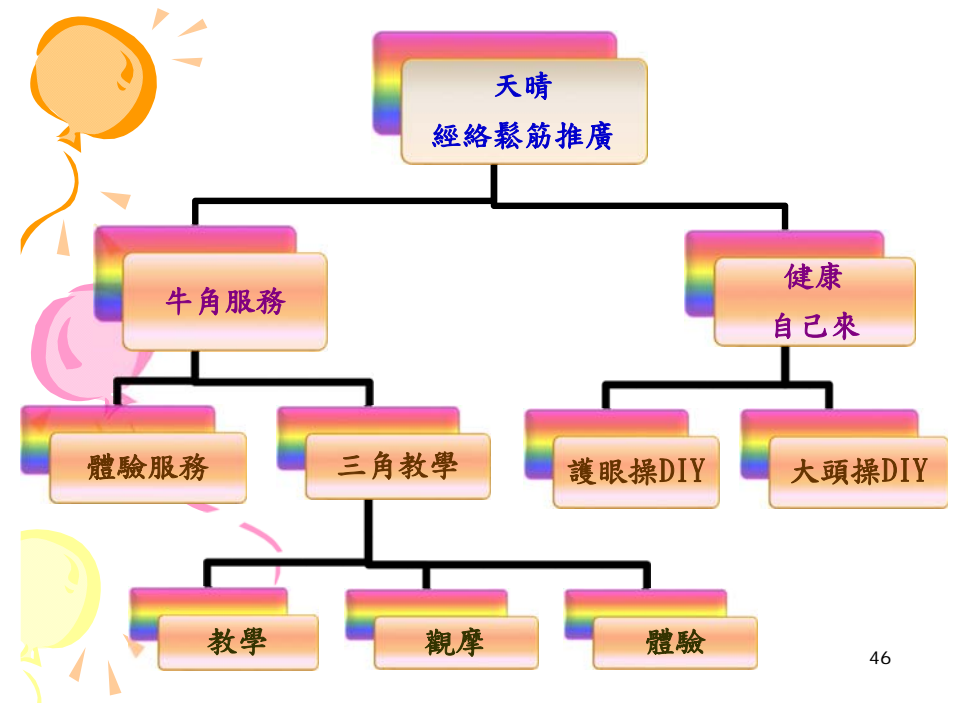 天晴
經絡鬆筋推廣
牛角服務
健康
自己來
體驗服務
三角教學
護眼操DIY
大頭操DIY
教學
觀摩
體驗
46